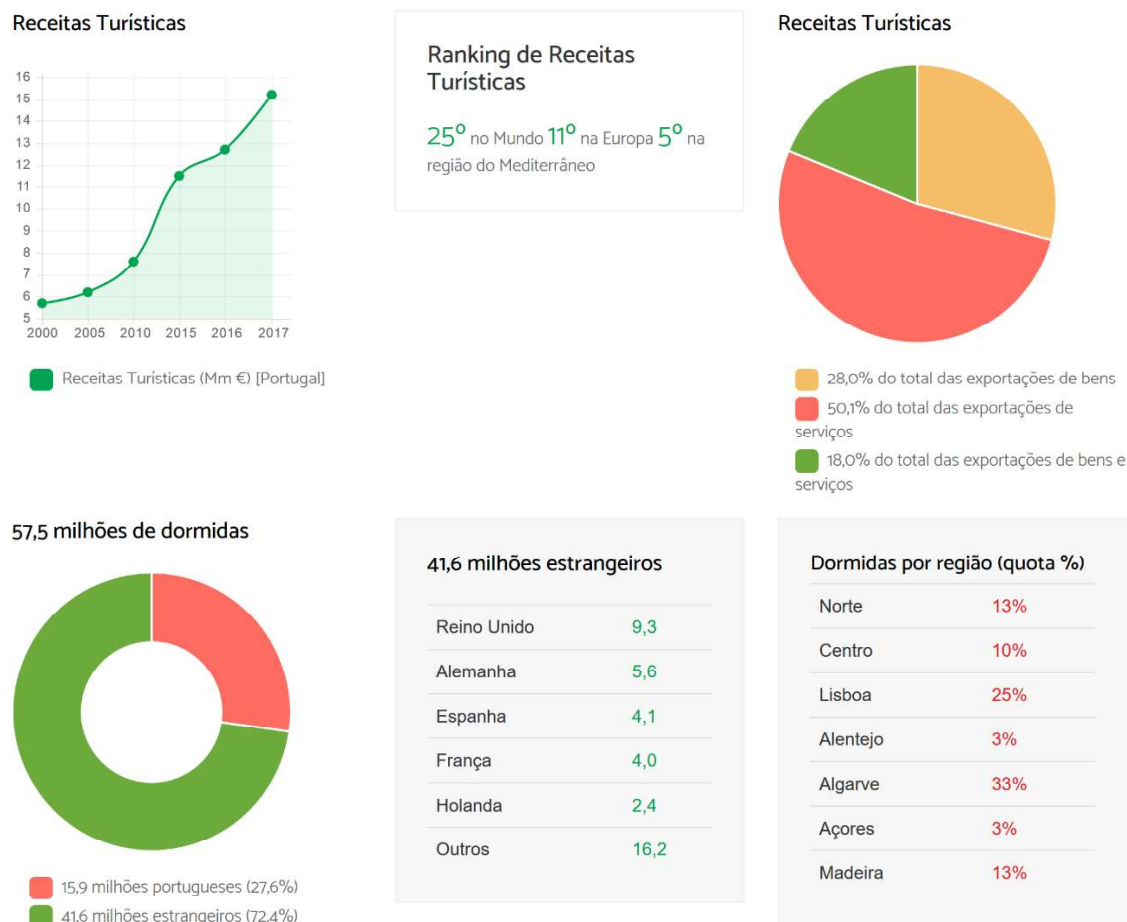 Receitas Turísticas
16
15
14
13
12
11
10
9
8
7
6
5
2000 2005 2010 2015 2016 2017
Receitas Turísticas (Mm €) [Portugal]
Ranking de Receitas
Turísticas
25º no Mundo 11º na Europa 5º na
região do Mediterrâneo
Receitas Turísticas
28,0% do total das exportações de bens
50,1% do total das exportações de
serviços
18,0% do total das exportações de bens e
serviços
57,5 milhões de dormidas
15,9 milhões portugueses (27,6%)
41,6 milhões estrangeiros (72,4%)
41,6 milhões estrangeiros
Reino Unido 9,3
Alemanha 5,6
Espanha 4,1
França 4,0
Holanda 2,4
Outros 16,2
Dormidas por região (quota %)
Norte 13%
Centro 10%
Lisboa 25%
Alentejo 3%
Algarve 33%
Açores 3%
Madeira 13%